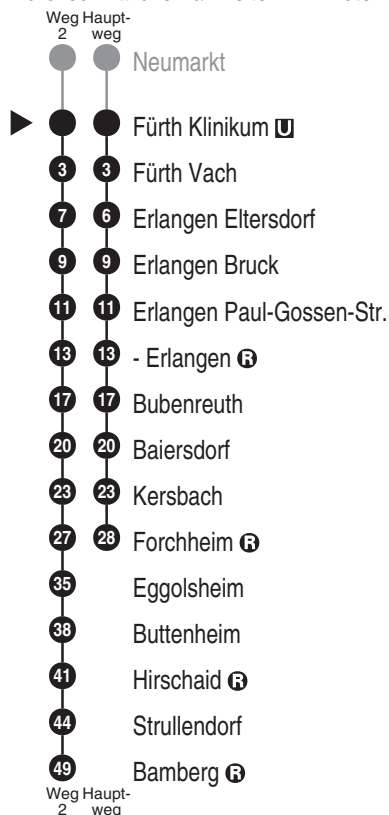 Weg Haupt-
2 weg
Neumarkt
Fürth Klinikum U
3 3 Fürth Vach
7 6 Erlangen Eltersdorf
9 9 Erlangen Bruck
11 11 Erlangen Paul-Gossen-Str.
13 13 - Erlangen R
17 17 Bubenreuth
20 20 Baiersdorf
23 23 Kersbach
27 28 Forchheim R
35 Eggolsheim
38 Buttenheim
41 Hirschaid R
44 Strullendorf
49 Bamberg R
Weg Haupt-
2 weg